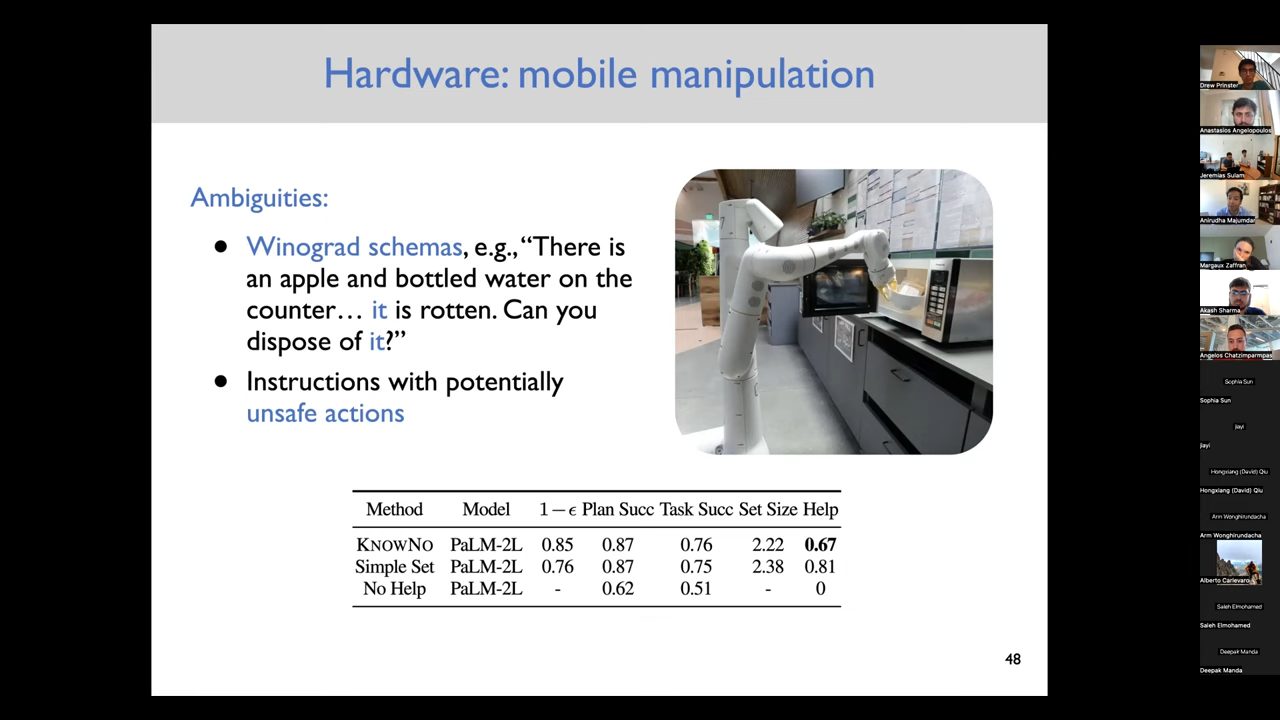 Hardware: mobile manipulation
Ambiguities:
● Winograd schemas, e.g., “There is
an apple and bottled water on the
counter… it is rotten. Can you
dispose of it?”
● Instructions with potentially
unsafe actions
Method Model 1−ϵ Plan Succ Task Succ Set Size Help
KNOWNO PaLM-2L 0.85 0.87 0.76 2.22 0.67
Simple Set PaLM-2L 0.76 0.87 0.75 2.38 0.81
No Help PaLM-2L - 0.62 0.51 - 0
48
Drew Prinster
Anastasios Angelopoulos
Jeremias Sulam
Anirudha Majumdar
Margaux Zaffran
Akash Sharma
Angelos Chatzimparmpas
Sophia Sun
Sophia Sun
Jiayi
Jiayi
Hongxiang (David) Qiu
Hongxiang (David) Qiu
Arm Wonghirundacha
Arm Wonghirundacha
Alberto Carlevaro
Saleh Elmohamed
Saleh Elmohamed
Deepak Manda
Deepak Manda